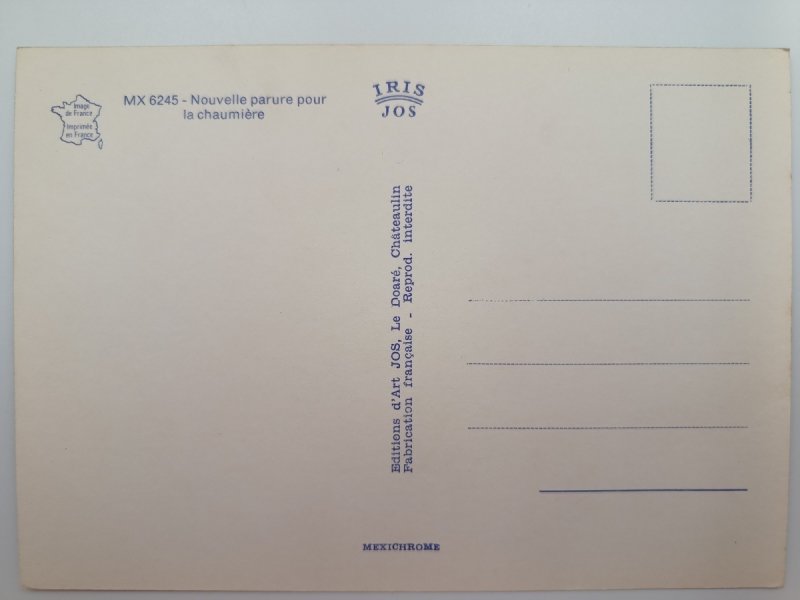 Image
de France
Imprimée
en France
MX 6245 - Nouvelle parure pour
la chaumière
IRIS
JOS
Editions d'Art JOS, Le Doaré, Châteaulin
Fabrication française - Reprod. interdite
MEXICHROME